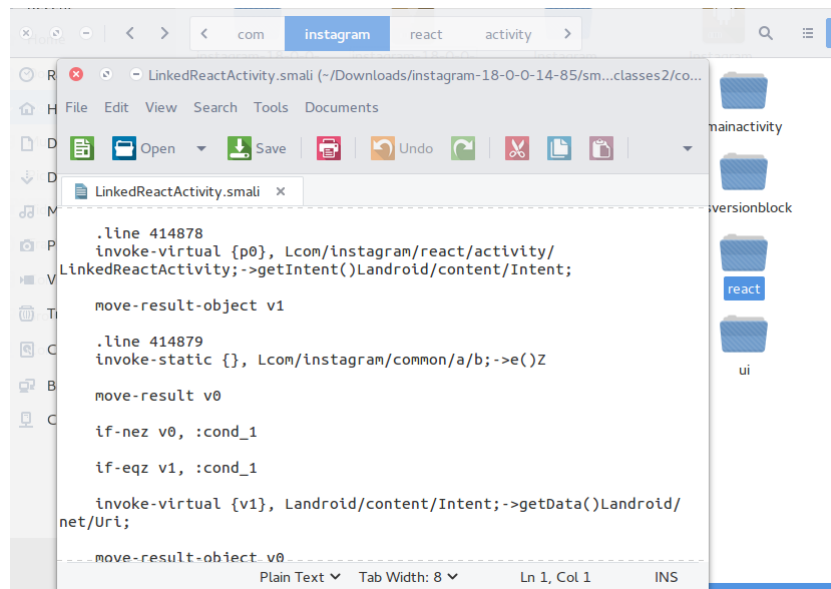 com
instagram
react
activity
LinkedReactActivity.smali (~/Downloads/instagram-18-0-0-14-85/sm...classes2/co...
File Edit View Search Tools Documents
Open
Save
Undo
LinkedReactActivity.smali
.line 414878
invoke-virtual {p0}, Lcom/instagram/react/activity/
LinkedReactActivity;->getIntent()Landroid/content/Intent;
move-result-object v1
.line 414879
invoke-static {}, Lcom/instagram/common/a/b;->e()Z
move-result v0
if-nez v0, :cond_1
if-eqz v1, :cond_1
invoke-virtual {v1}, Landroid/content/Intent;->getData()Landroid/
net/Uri;
move-result-object v0
Plain Text Tab Width: 8 Ln 1, Col 1 INS
R
H
D
D
M
P
V
T
C
B
C
mainactivity
sversionblock
react
ui